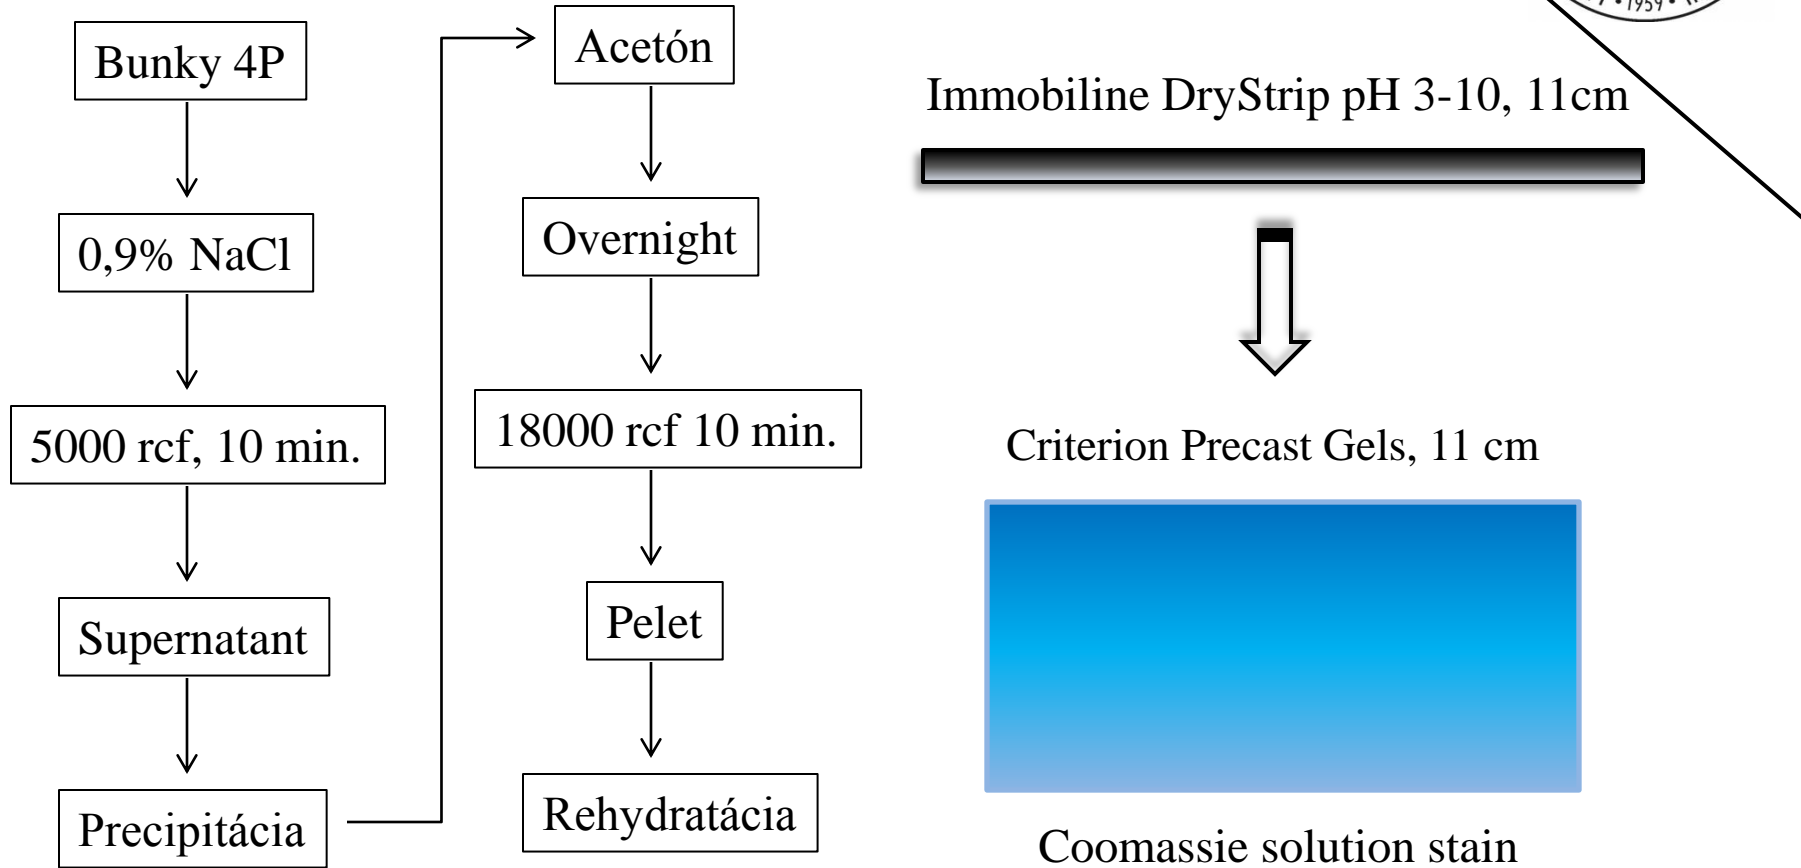 Bunky 4P
0,9% NaCl
5000 rcf, 10 min.
Supernatant
Precipitácia
Acetón
Overnight
18000 rcf 10 min.
Pelet
Rehydratácia
1959
Immobiline DryStrip pH 3-10, 11cm
Criterion Precast Gels, 11 cm
Coomassie solution stain